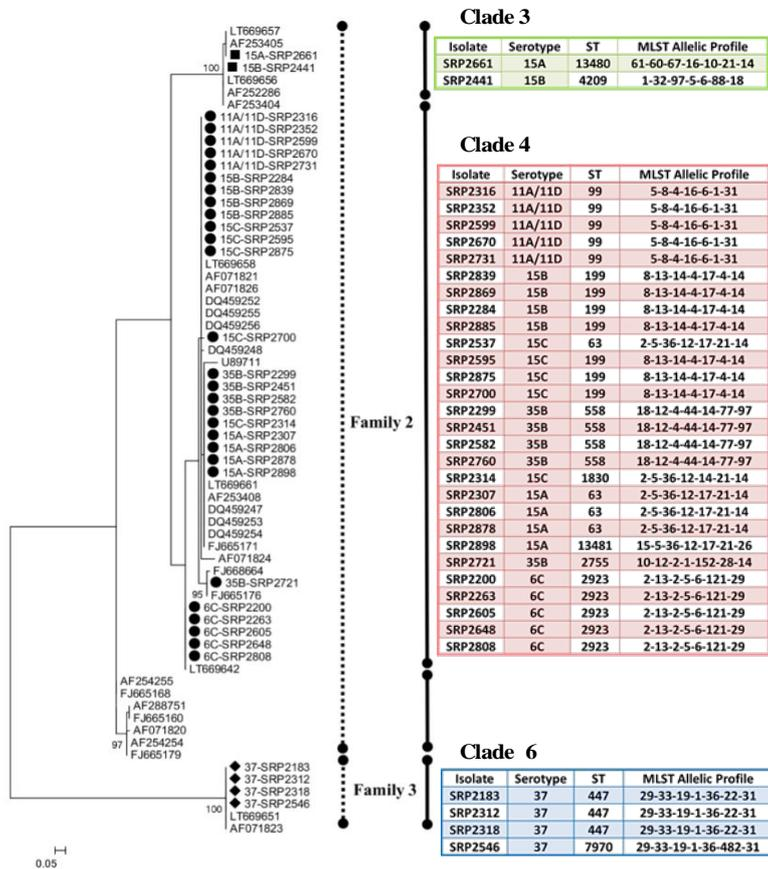 LT669657
AF253405
15A-SRP2661
15B-SRP2441
LT669656
AF252286
AF253404
11A/11D-SRP2316
11A/11D-SRP2352
11A/11D-SRP2599
11A/11D-SRP2670
11A/11D-SRP2731
15B-SRP2284
15B-SRP2839
15B-SRP2869
15B-SRP2885
15C-SRP2537
15C-SRP2595
15C-SRP2875
LT669658
AF071821
AF071826
DQ459252
DQ459255
DQ459256
15C-SRP2700
DQ459248
U89711
35B-SRP2299
35B-SRP2451
35B-SRP2582
35B-SRP2760
15C-SRP2314
15A-SRP2307
15A-SRP2806
15A-SRP2878
15A-SRP2898
LT669661
AF253408
DQ459247
DQ459253
DQ459254
FJ665171
AF071824
FJ668664
35B-SRP2721
FJ665176
6C-SRP2200
6C-SRP2263
6C-SRP2605
6C-SRP2648
6C-SRP2808
LT669642
AF254255
FJ665168
AF288751
FJ665160
AF071820
AF254254
FJ665179
37-SRP2183
37-SRP2312
37-SRP2318
37-SRP2546
LT669651
AF071823
100
95
97
100
0.05
Family 2
Family 3
Clade 3
Isolate Serotype ST MLST Allelic Profile
SRP2661 15A 13480 61-60-67-16-10-21-14
SRP2441 15B 4209 1-32-97-5-6-88-18
Clade 4
Isolate Serotype ST MLST Allelic Profile
SRP2316 11A/11D 99 5-8-4-16-6-1-31
SRP2352 11A/11D 99 5-8-4-16-6-1-31
SRP2599 11A/11D 99 5-8-4-16-6-1-31
SRP2670 11A/11D 99 5-8-4-16-6-1-31
SRP2731 11A/11D 99 5-8-4-16-6-1-31
SRP2839 15B 199 8-13-14-4-17-4-14
SRP2869 15B 199 8-13-14-4-17-4-14
SRP2284 15B 199 8-13-14-4-17-4-14
SRP2885 15B 199 8-13-14-4-17-4-14
SRP2537 15C 63 2-5-36-12-17-21-14
SRP2595 15C 199 8-13-14-4-17-4-14
SRP2875 15C 199 8-13-14-4-17-4-14
SRP2700 15C 199 8-13-14-4-17-4-14
SRP2299 35B 558 18-12-4-44-14-77-97
SRP2451 35B 558 18-12-4-44-14-77-97
SRP2582 35B 558 18-12-4-44-14-77-97
SRP2760 35B 558 18-12-4-44-14-77-97
SRP2314 15C 1830 2-5-36-12-14-21-14
SRP2307 15A 63 2-5-36-12-17-21-14
SRP2806 15A 63 2-5-36-12-17-21-14
SRP2878 15A 63 2-5-36-12-17-21-14
SRP2898 15A 13481 15-5-36-12-17-21-26
SRP2721 35B 2755 10-12-2-1-152-28-14
SRP2200 6C 2923 2-13-2-5-6-121-29
SRP2263 6C 2923 2-13-2-5-6-121-29
SRP2605 6C 2923 2-13-2-5-6-121-29
SRP2648 6C 2923 2-13-2-5-6-121-29
SRP2808 6C 2923 2-13-2-5-6-121-29
Clade 6
Isolate Serotype ST MLST Allelic Profile
SRP2183 37 447 29-33-19-1-36-22-31
SRP2312 37 447 29-33-19-1-36-22-31
SRP2318 37 447 29-33-19-1-36-22-31
SRP2546 37 7970 29-33-19-1-36-482-31